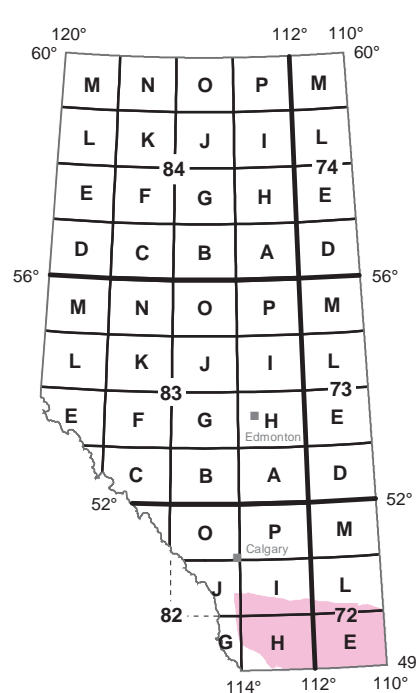 120° 112° 110°
60° 60°
M N O P M
L K J I L
84 74
E F G H E
D C B A D
56° 56°
M N O P M
L K J I L
83 73
E F G H E
Edmonton
C B A D
52° 52°
O P M
Calgary
J I L
82 72
G H E
49
114° 112° 110°